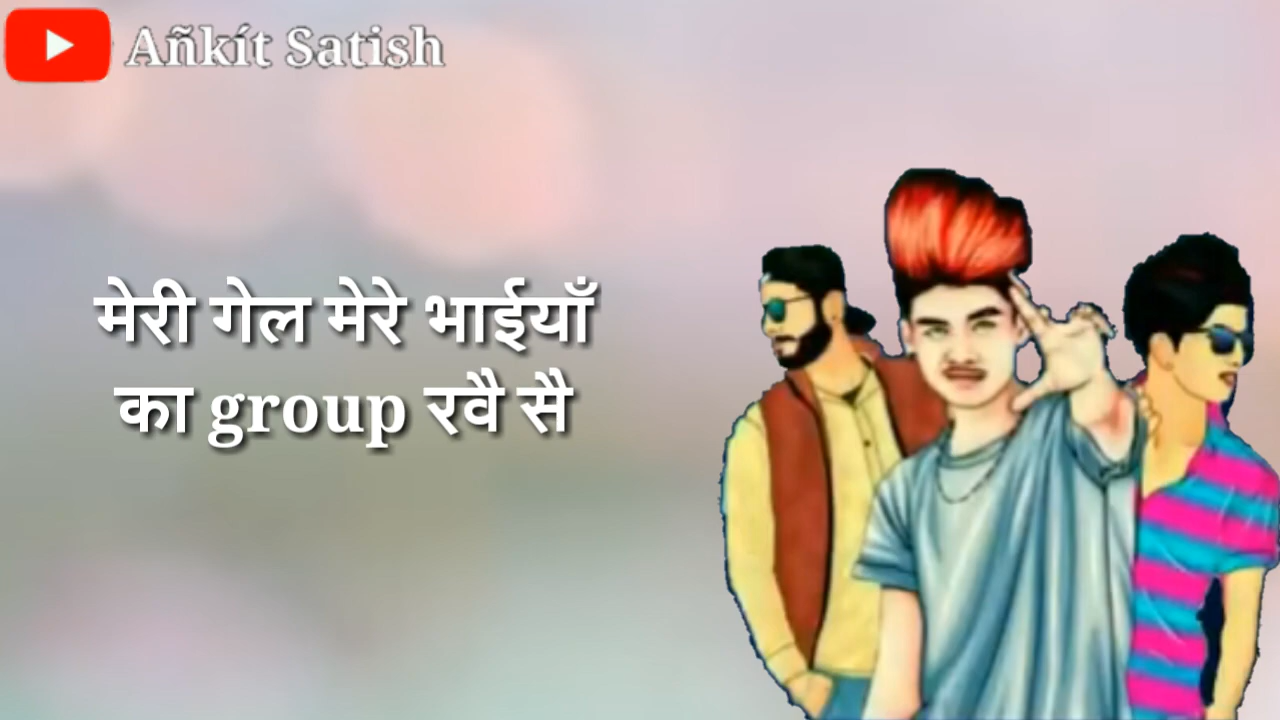 Añkít Satish
मेरी गेल मेरे भाईयाँ
का group रवै सै